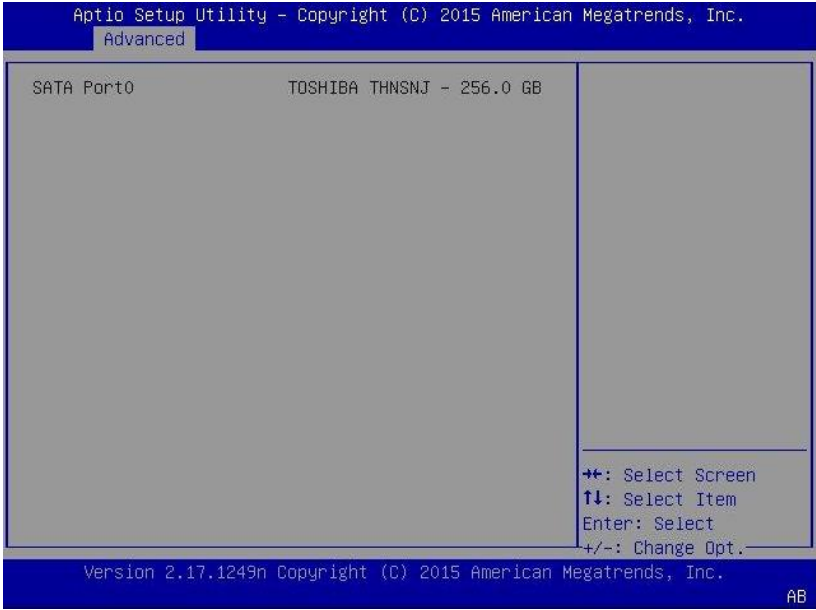 Aptio Setup Utility – Copyright (C) 2015 American Megatrends, Inc.
Advanced
SATA Port0 TOSHIBA THNSNJ - 256.0 GB
→←: Select Screen
↑↓: Select Item
Enter: Select
+/-: Change Opt.
Version 2.17.1249n Copyright (C) 2015 American Megatrends, Inc.
AB